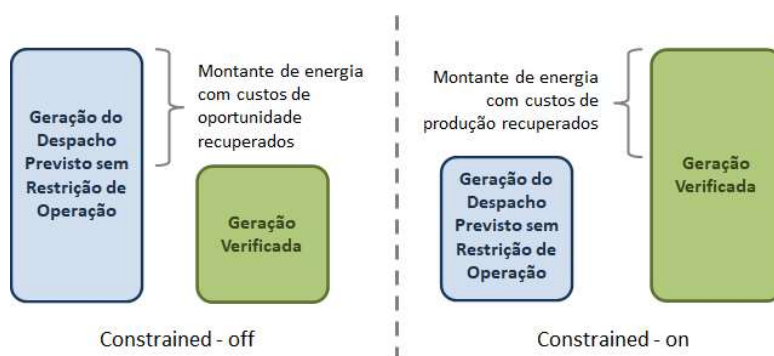 Geração do
Despacho
Previsto sem
Restrição de
Operação
Montante de energia
com custos de
oportunidade
recuperados
Geração
Verificada
Constrained - off
Montante de energia
com custos de
produção recuperados
Geração do
Despacho
Previsto sem
Restrição de
Operação
Geração
Verificada
Constrained - on